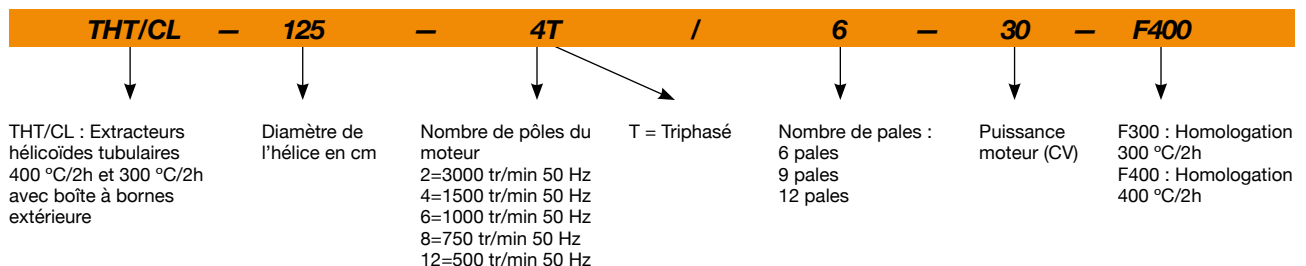 THT/CL – 125 – 4T / 6 – 30 – F400
THT/CL : Extracteurs
hélicoïdes tubulaires
400 ºC/2h et 300 ºC/2h
avec boîte à bornes
extérieure
Diamètre de
l’hélice en cm
Nombre de pôles du
moteur
2=3000 tr/min 50 Hz
4=1500 tr/min 50 Hz
6=1000 tr/min 50 Hz
8=750 tr/min 50 Hz
12=500 tr/min 50 Hz
T = Triphasé
Nombre de pales :
6 pales
9 pales
12 pales
Puissance
moteur (CV)
F300 : Homologation
300 ºC/2h
F400 : Homologation
400 ºC/2h